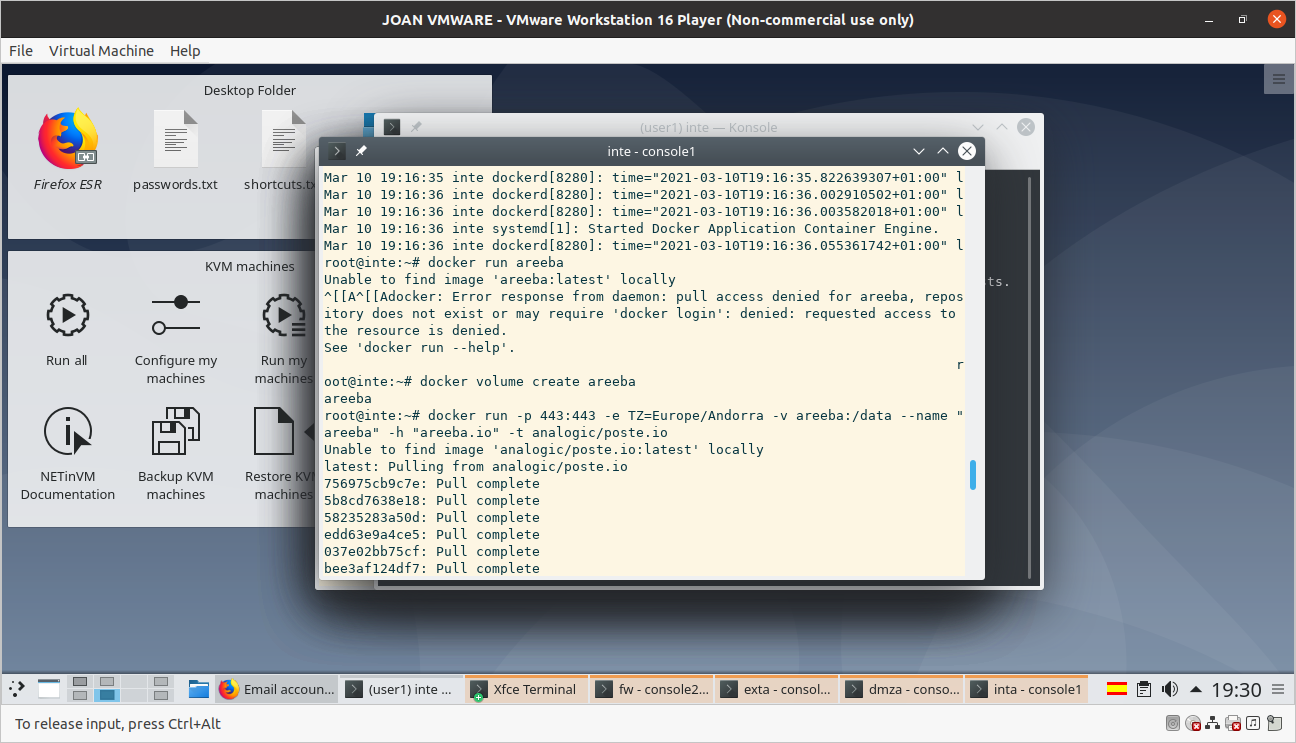 JOAN VMWARE - VMware Workstation 16 Player (Non-commercial use only)
File Virtual Machine Help
Desktop Folder
Firefox ESR
passwords.txt
shortcuts.tx
KVM machines
Run all
Configure my
machines
Run my
machines
NETinVM
Documentation
Backup KVM
machines
Restore KV
machines
(user1) inte — Konsole
sts.
inte - console1
Mar 10 19:16:35 inte dockerd[8280]: time="2021-03-10T19:16:35.822639307+01:00" l
Mar 10 19:16:36 inte dockerd[8280]: time="2021-03-10T19:16:36.002910502+01:00" l
Mar 10 19:16:36 inte dockerd[8280]: time="2021-03-10T19:16:36.003582018+01:00" l
Mar 10 19:16:36 inte systemd[1]: Started Docker Application Container Engine.
Mar 10 19:16:36 inte dockerd[8280]: time="2021-03-10T19:16:36.055361742+01:00" l
root@inte:~# docker run areeba
Unable to find image 'areeba:latest' locally
^[[A^[[Adocker: Error response from daemon: pull access denied for areeba, repos
itory does not exist or may require 'docker login': denied: requested access to
the resource is denied.
See 'docker run --help'.
r
oot@inte:~# docker volume create areeba
areeba
root@inte:~# docker run -p 443:443 -e TZ=Europe/Andorra -v areeba:/data --name "
areeba" -h "areeba.io" -t analogic/poste.io
Unable to find image 'analogic/poste.io:latest' locally
latest: Pulling from analogic/poste.io
756975cb9c7e: Pull complete
5b8cd7638e18: Pull complete
58235283a50d: Pull complete
edd63e9a4ce5: Pull complete
037e02bb75cf: Pull complete
bee3af124df7: Pull complete
Email accoun...
(user1) inte ...
Xfce Terminal
fw - console2...
exta - consol...
dmza - conso...
inta - console1
19:30
To release input, press Ctrl+Alt